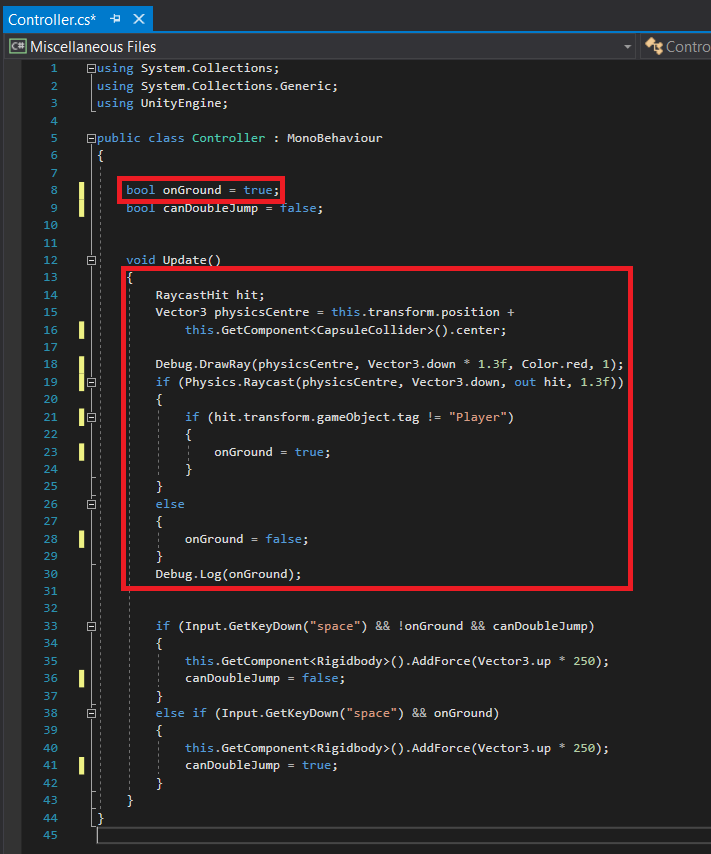 Controller.cs*
C# Miscellaneous Files
Contro
1 using System.Collections;
2 using System.Collections.Generic;
3 using UnityEngine;
4
5 public class Controller : MonoBehaviour
6 {
7
8 bool onGround = true;
9 bool canDoubleJump = false;
10
11
12 void Update()
13 {
14 RaycastHit hit;
15 Vector3 physicsCentre = this.transform.position +
16 this.GetComponent<CapsuleCollider>().center;
17
18 Debug.DrawRay(physicsCentre, Vector3.down * 1.3f, Color.red, 1);
19 if (Physics.Raycast(physicsCentre, Vector3.down, out hit, 1.3f))
20 {
21 if (hit.transform.gameObject.tag != "Player")
22 {
23 onGround = true;
24 }
25 }
26 else
27 {
28 onGround = false;
29 }
30 Debug.Log(onGround);
31
32
33 if (Input.GetKeyDown("space") && !onGround && canDoubleJump)
34 {
35 this.GetComponent<Rigidbody>().AddForce(Vector3.up * 250);
36 canDoubleJump = false;
37 }
38 else if (Input.GetKeyDown("space") && onGround)
39 {
40 this.GetComponent<Rigidbody>().AddForce(Vector3.up * 250);
41 canDoubleJump = true;
42 }
43 }
44 }
45